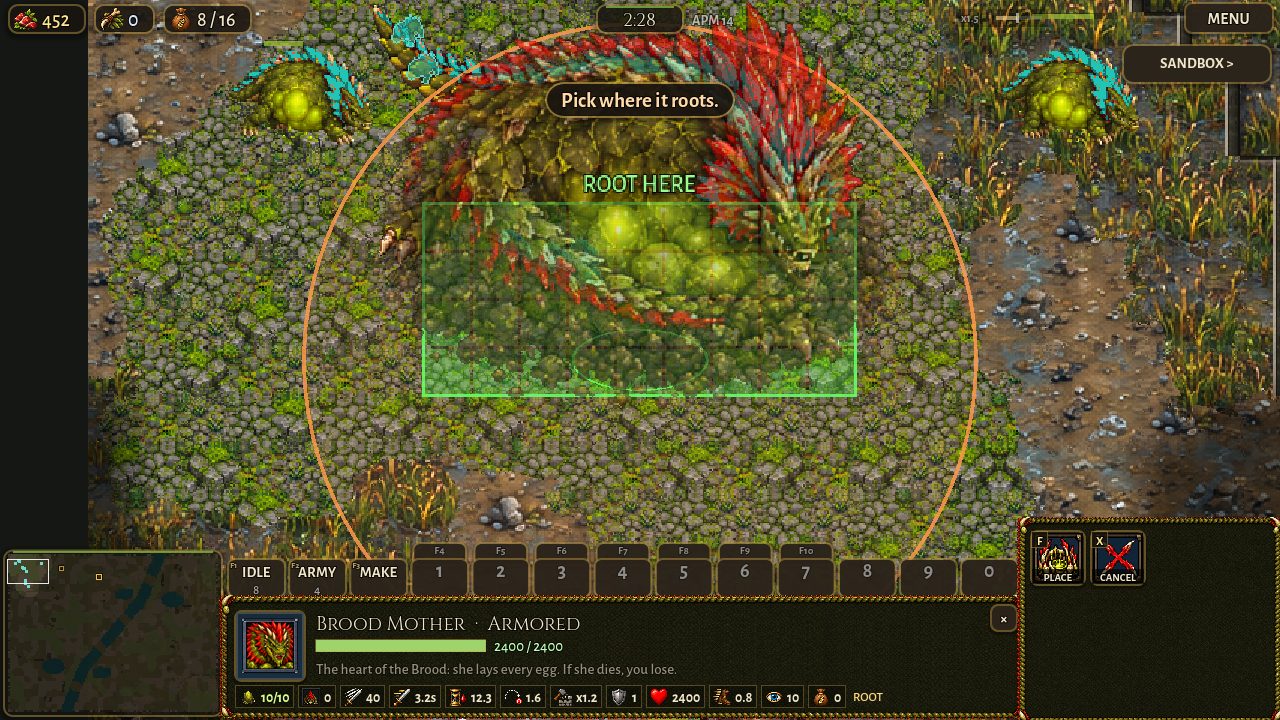 452
0
8 / 16
2:28
APM 14
x1.5
MENU
SANDBOX >
Pick where it roots.
ROOT HERE
F PLACE
X CANCEL
F1 IDLE 8
F2 ARMY 4
MAKE
F4 1
F5 2
F6 3
F7 4
F8 5
F9 6
F10 7
8
9
0
BROOD MOTHER · ARMORED
×
2400 / 2400
The heart of the Brood: she lays every egg. If she dies, you lose.
10/10 0 40 3.2s 12.3 1.6 x1.2 1 2400 0.8 10 0 ROOT